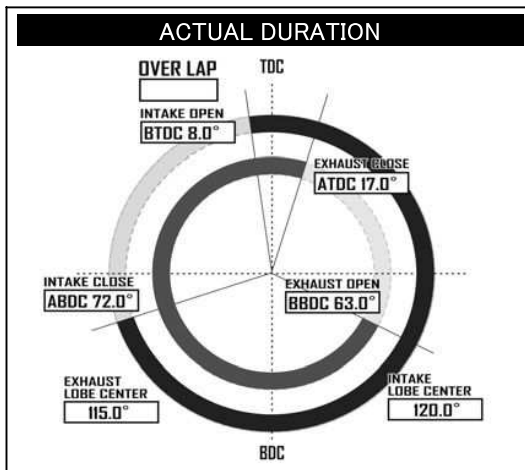 ACTUAL DURATION
OVER LAP
TDC
INTAKE OPEN
BTDC 8.0°
EXHAUST CLOSE
ATDC 17.0°
INTAKE CLOSE
ABDC 72.0°
EXHAUST OPEN
BBDC 63.0°
EXHAUST
LOBE CENTER
115.0°
INTAKE
LOBE CENTER
120.0°
BDC